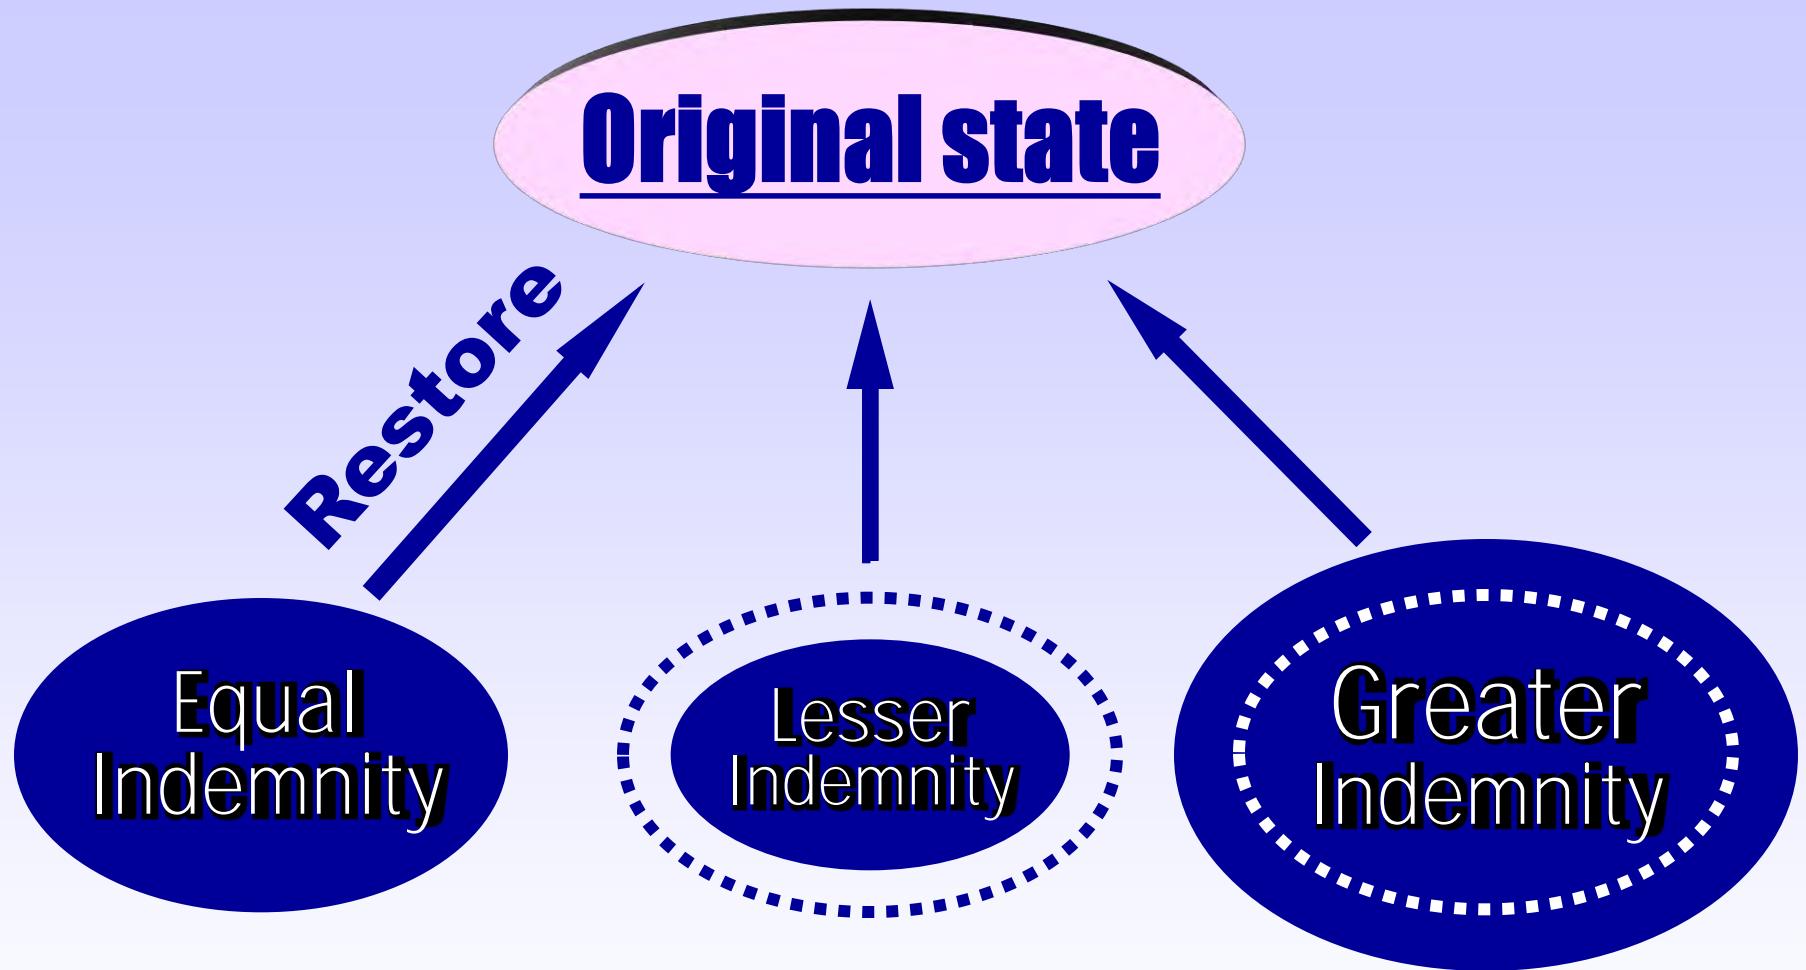 Original state
Restore
Equal
Indemnity
Lesser
Indemnity
Greater
Indemnity